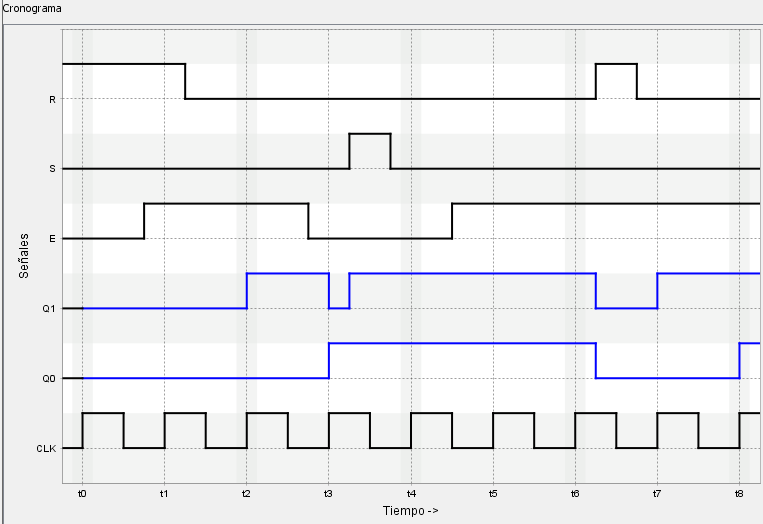 Cronograma
R
S
E
Q1
Q0
CLK
Señales
t0 t1 t2 t3 t4 t5 t6 t7 t8
Tiempo ->